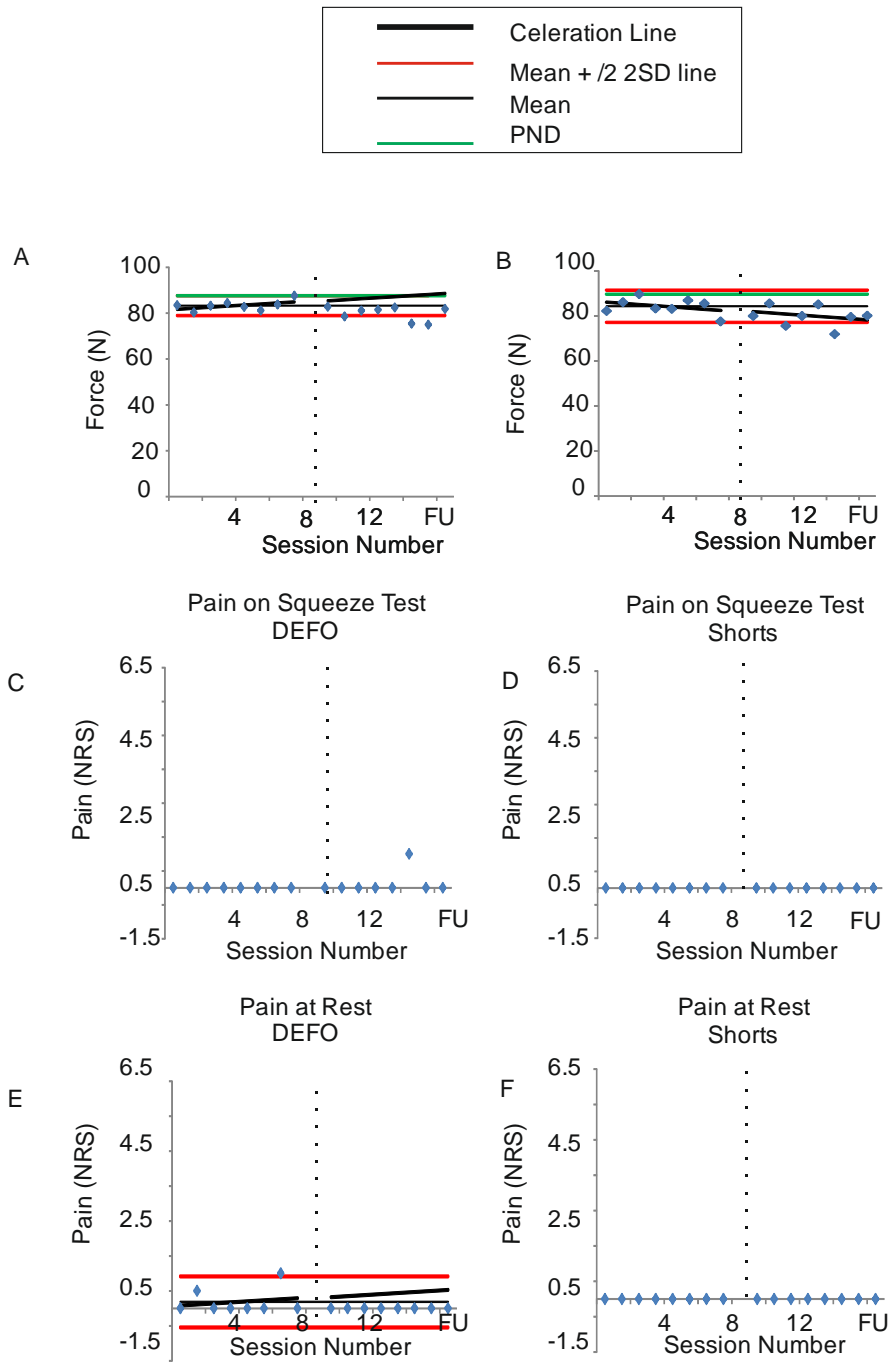 Celeration Line
Mean + /2 2SD line
Mean
PND
A
100
80
60
40
20
0
Force (N)
4
8
12
FU
Session Number
B
100
80
60
40
20
0
Force (N)
4
8
12
FU
Session Number
Pain on Squeeze Test
DEFO
C
6.5
4.5
2.5
0.5
-1.5
Pain (NRS)
4
8
12
FU
Session Number
Pain on Squeeze Test
Shorts
D
6.5
4.5
2.5
0.5
-1.5
Pain (NRS)
4
8
12
FU
Session Number
Pain at Rest
DEFO
E
6.5
4.5
2.5
0.5
-1.5
Pain (NRS)
4
8
12
FU
Session Number
Pain at Rest
Shorts
F
6.5
4.5
2.5
0.5
-1.5
Pain (NRS)
4
8
12
FU
Session Number